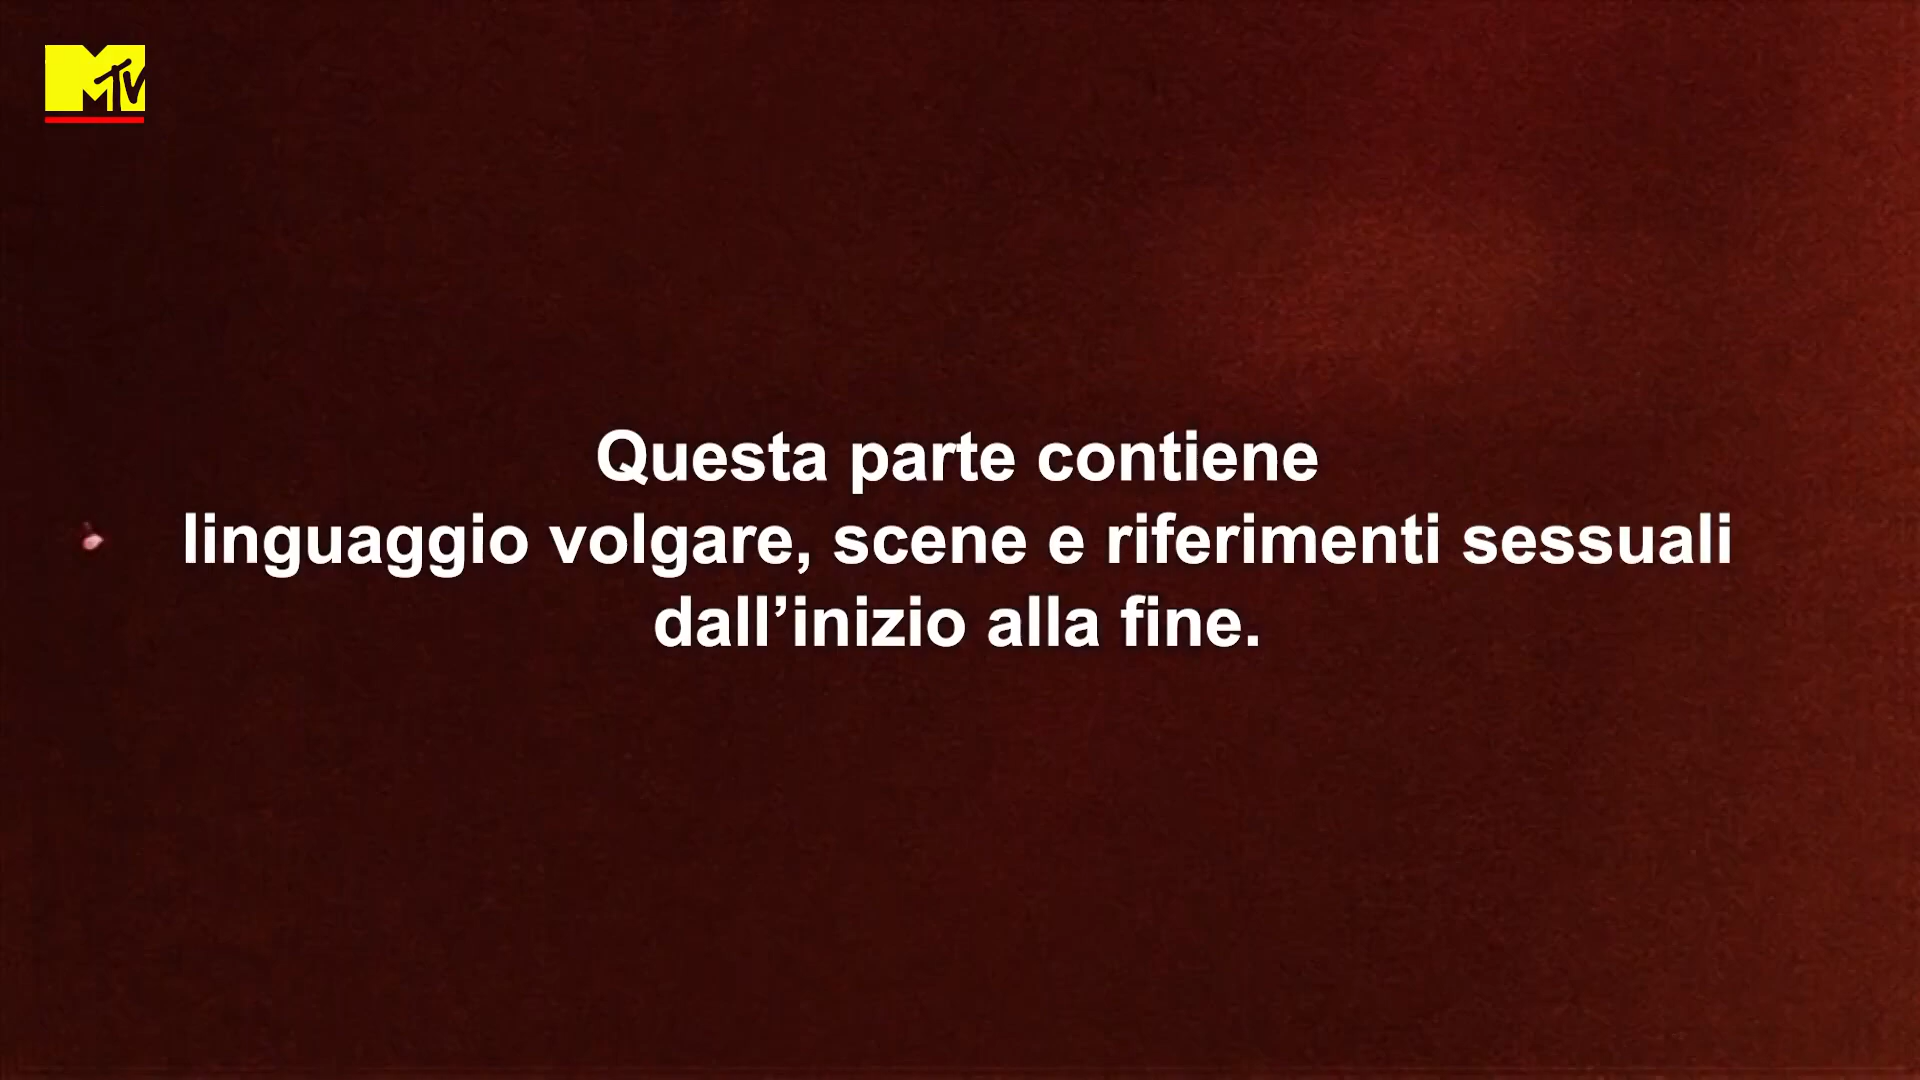 MTV
Questa parte contiene
linguaggio volgare, scene e riferimenti sessuali
dall’inizio alla fine.